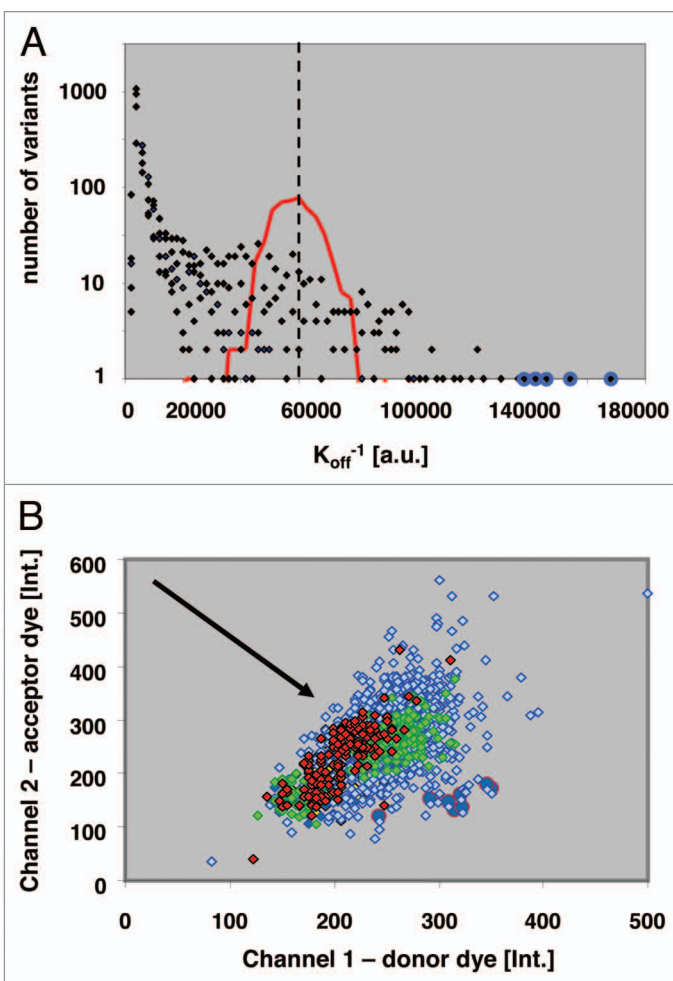 A
number of variants
1000
100
10
1
0 20000 60000 100000 140000 180000
Koff-1 [a.u.]
B
Channel 2 – acceptor dye [Int.]
600
500
400
300
200
100
0
0 100 200 300 400 500
Channel 1 – donor dye [Int.]